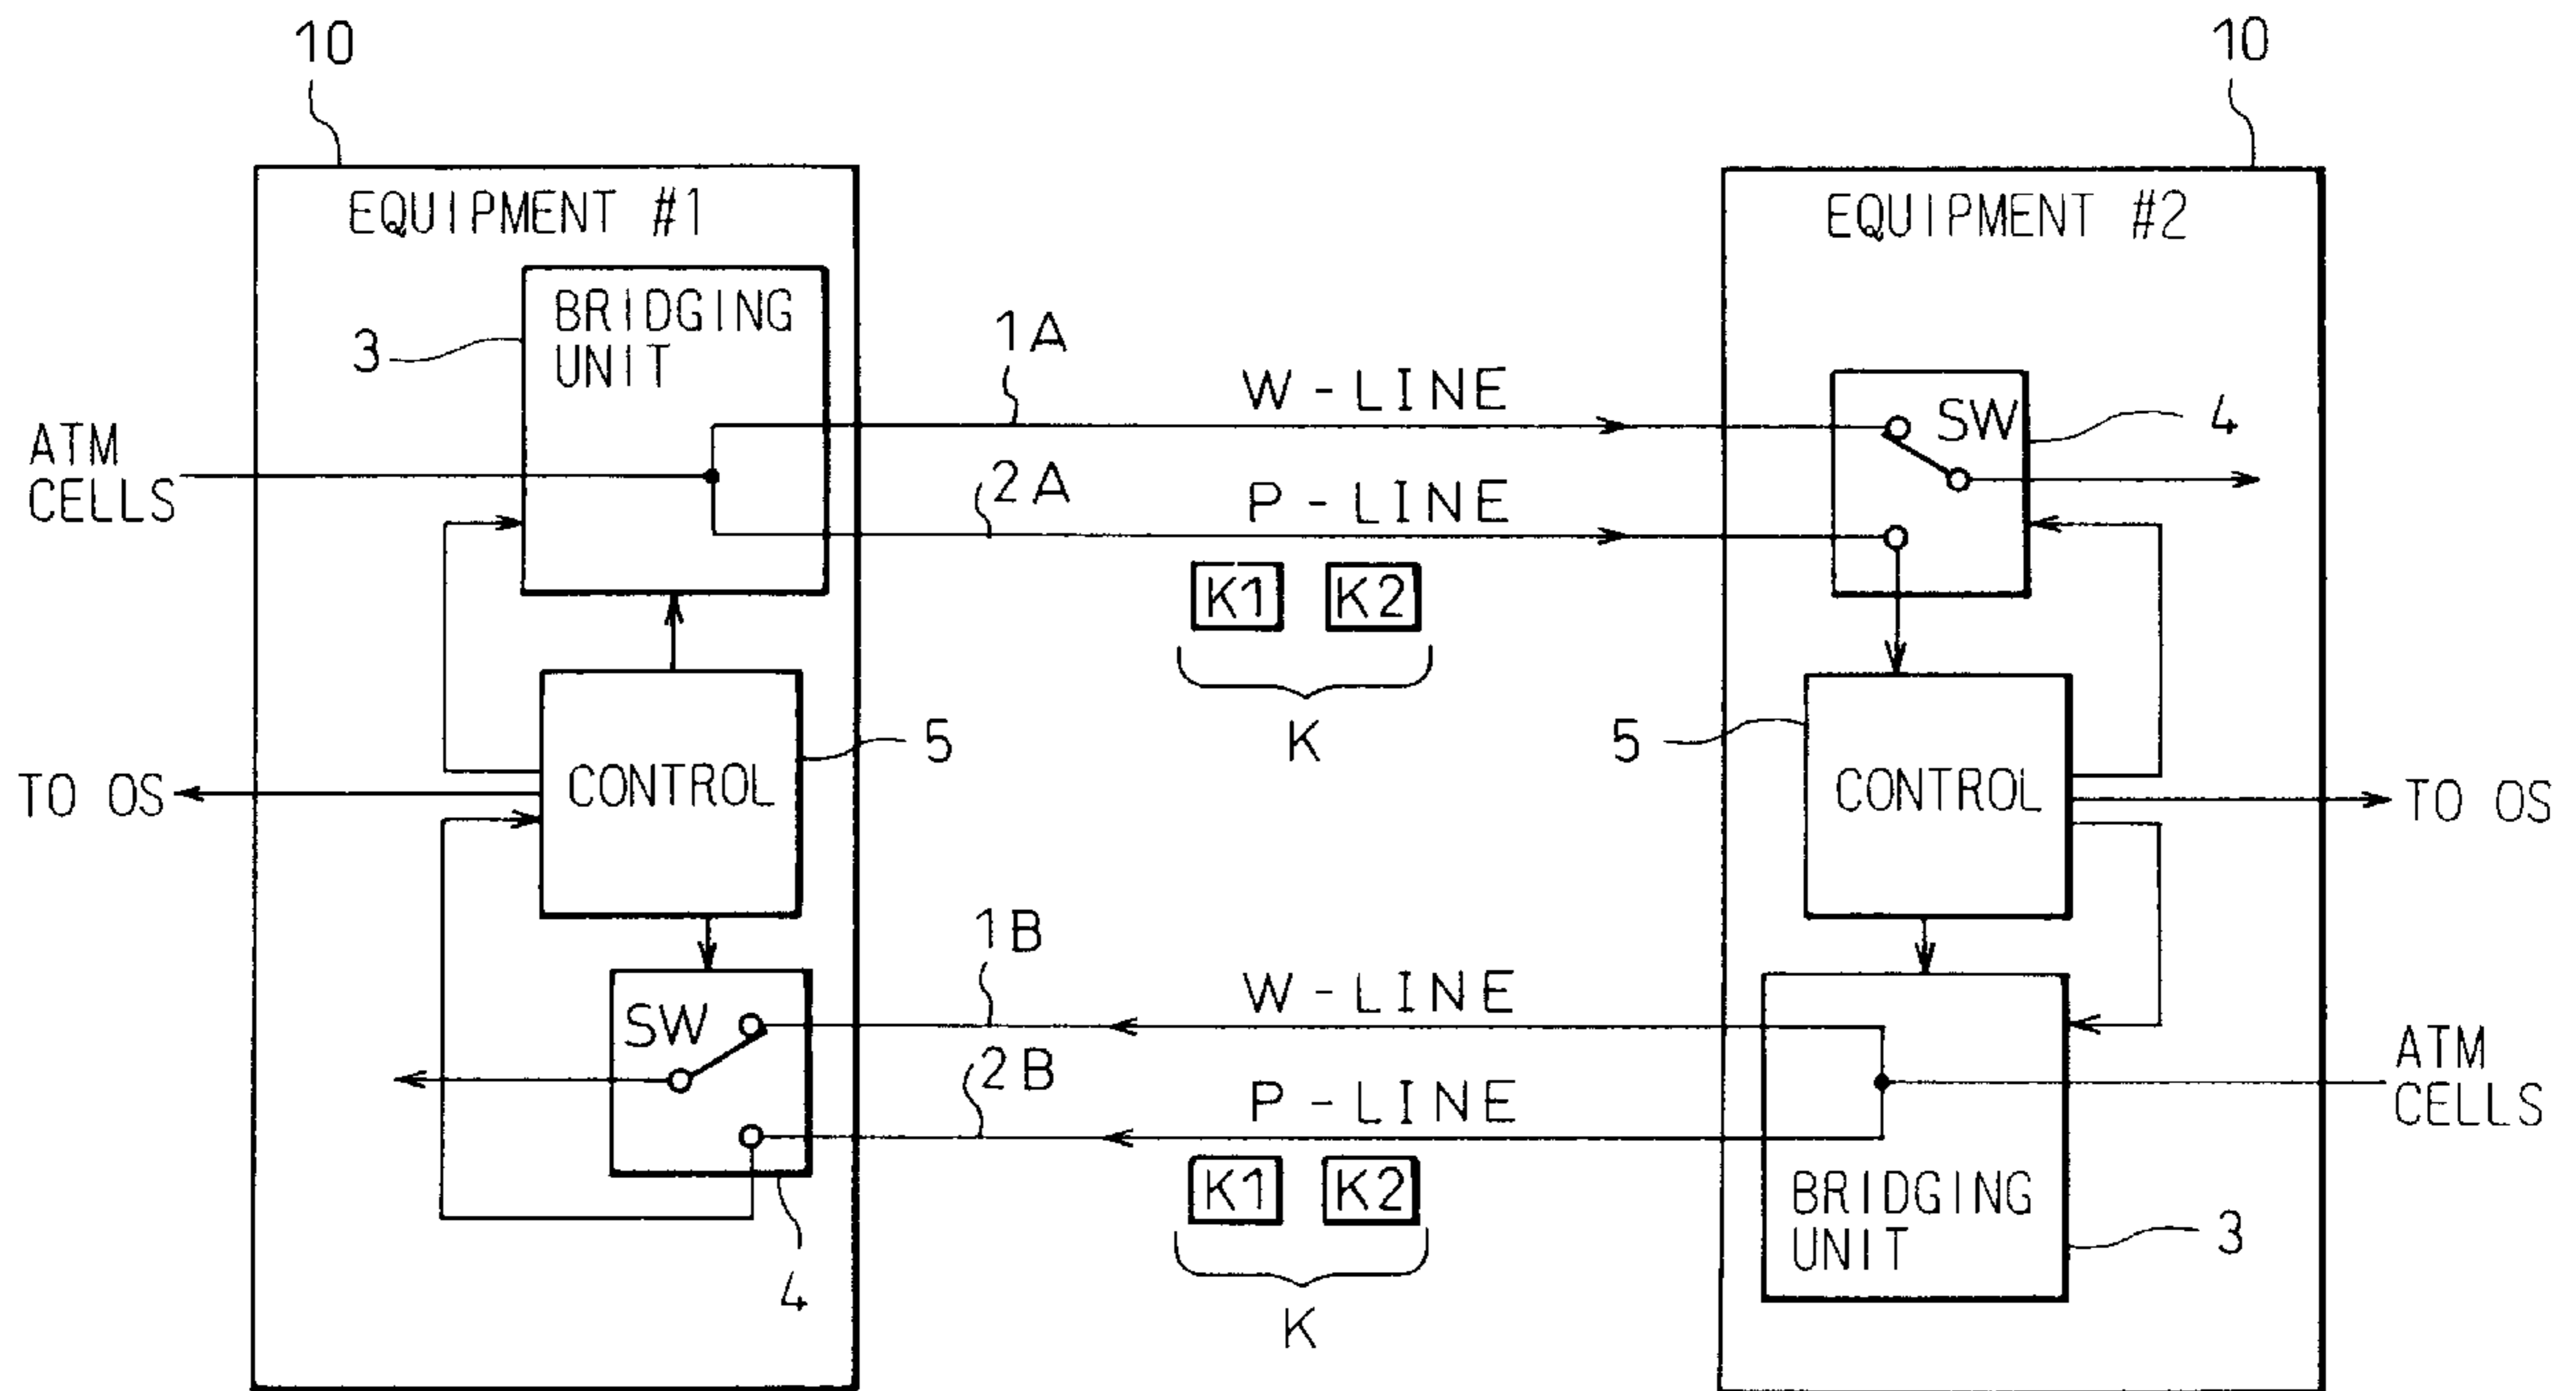 10
10
EQUIPMENT #1
EQUIPMENT #2
BRIDGING
UNIT
3
1A
W-LINE
SW
4
ATM
CELLS
2A
P-LINE
K1 K2
K
5
5
CONTROL
CONTROL
TO OS
TO OS
1B
W-LINE
SW
2B
P-LINE
ATM
CELLS
K1 K2
BRIDGING
UNIT
3
4
K